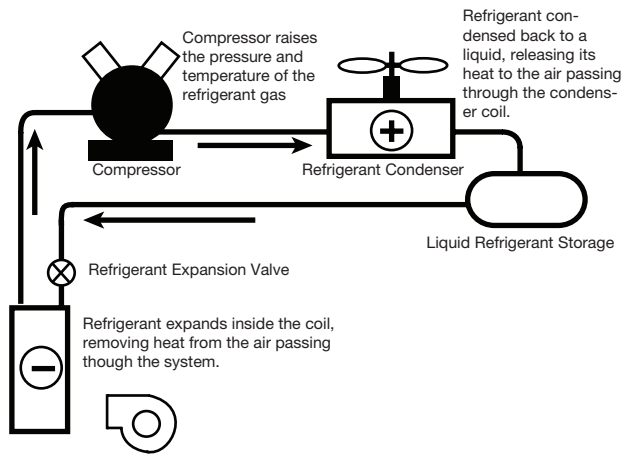 Compressor raises
the pressure and
temperature of the
refrigerant gas
Refrigerant con-
densed back to a
liquid, releasing its
heat to the air passing
through the condens-
er coil.
Compressor
Refrigerant Condenser
Liquid Refrigerant Storage
Refrigerant Expansion Valve
Refrigerant expands inside the coil,
removing heat from the air passing
though the system.